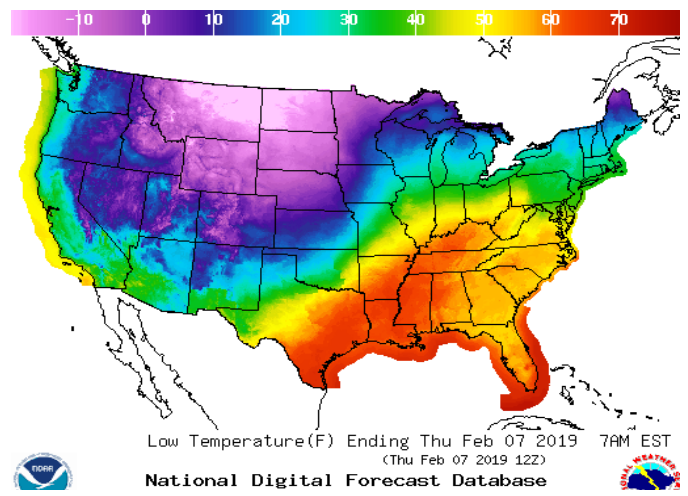 -10 0 10 20 30 40 50 60 70
Low Temperature(F) Ending Thu Feb 07 2019 7AM EST
(Thu Feb 07 2019 12Z)
National Digital Forecast Database
NOAA